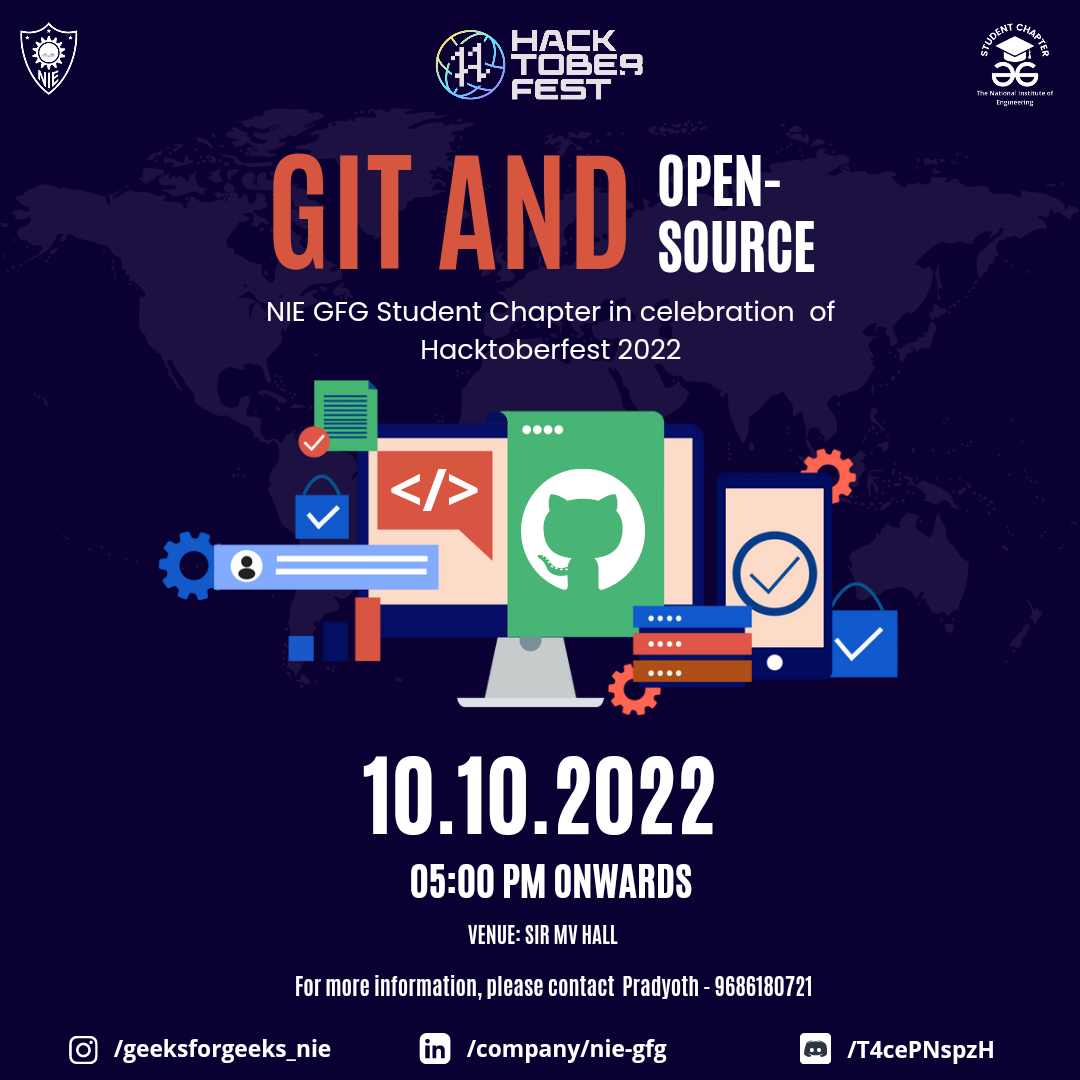 NIE
HACK
TOBER
FEST
STUDENT CHAPTER
The National Institute of
Engineering
GIT AND
OPEN-
SOURCE
NIE GFG Student Chapter in celebration of
Hacktoberfest 2022
</>
10.10.2022
05:00 PM ONWARDS
VENUE: SIR MV HALL
For more information, please contact Pradyoth - 9686180721
/geeksforgeeks_nie
in
/company/nie-gfg
/T4cePNspzH